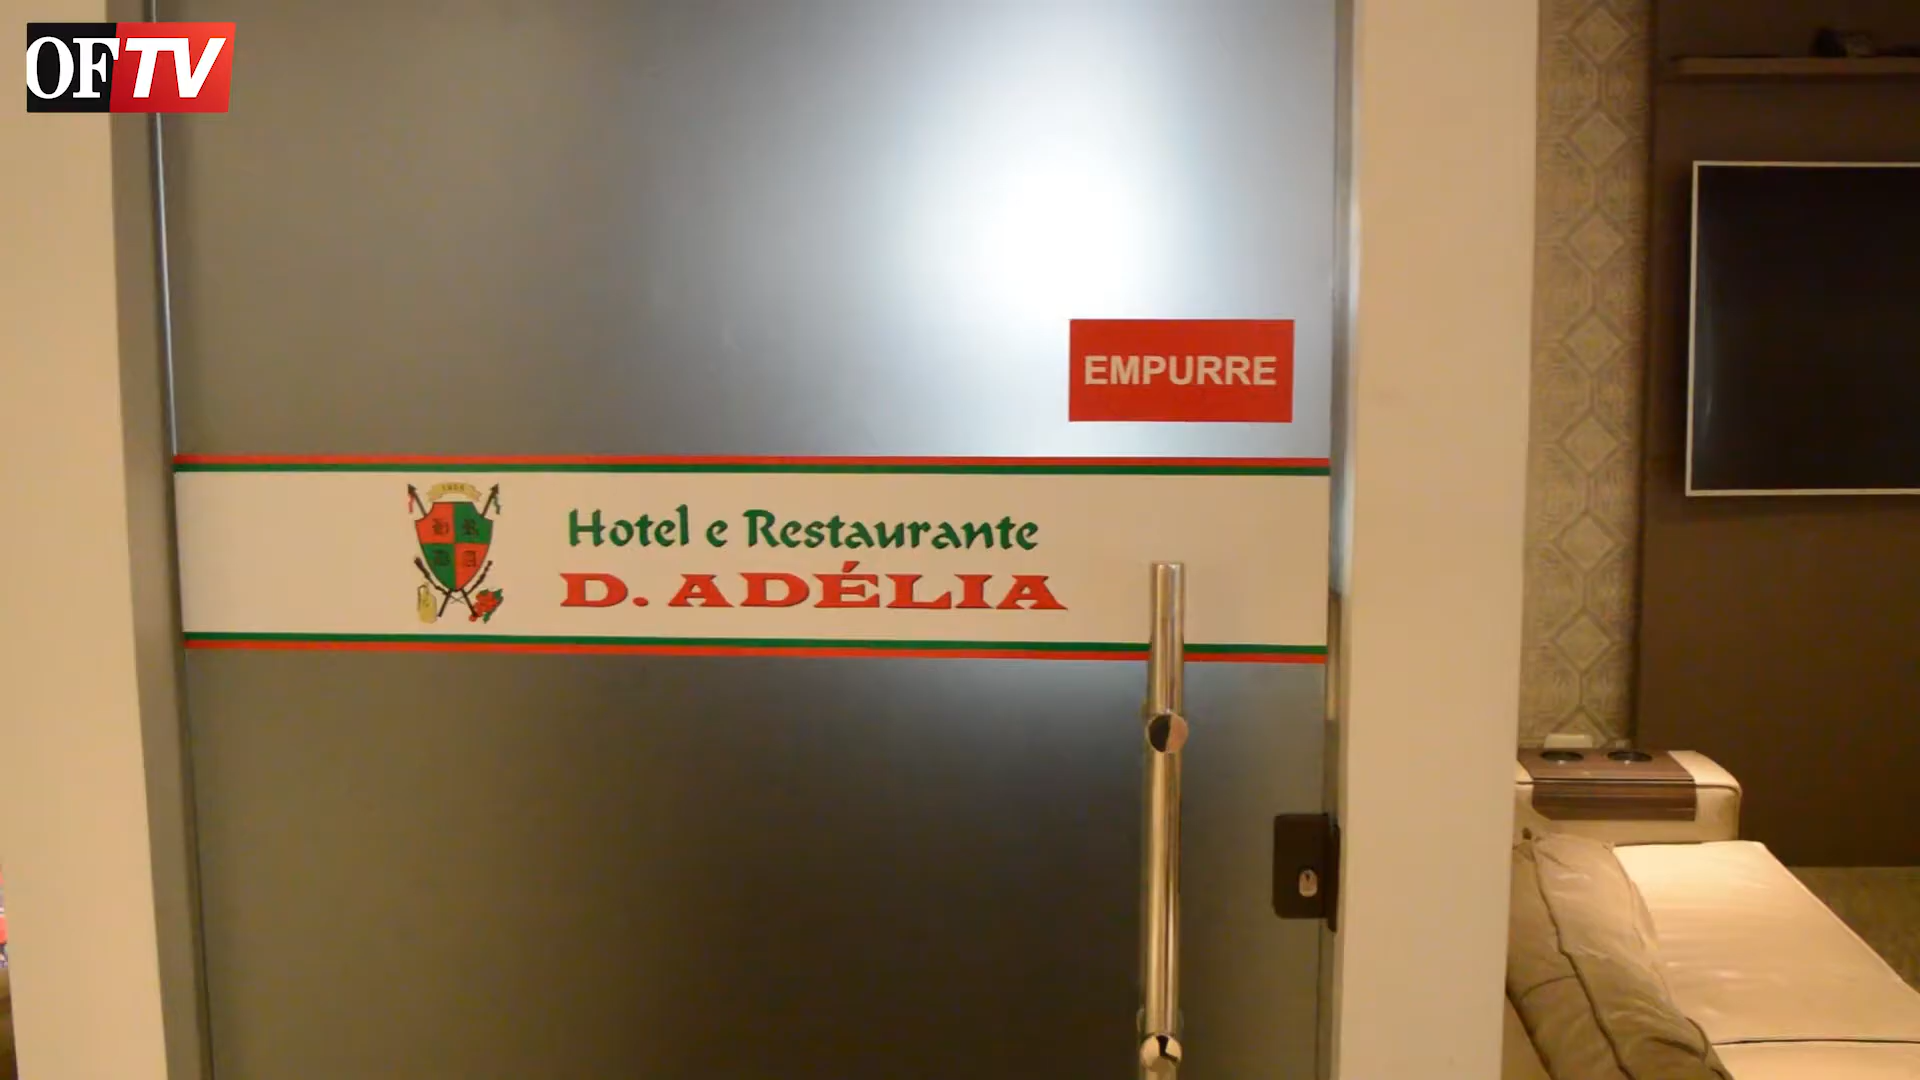 OFTV
EMPURRE
H R
D A
Hotel e Restaurante
D. ADÉLIA